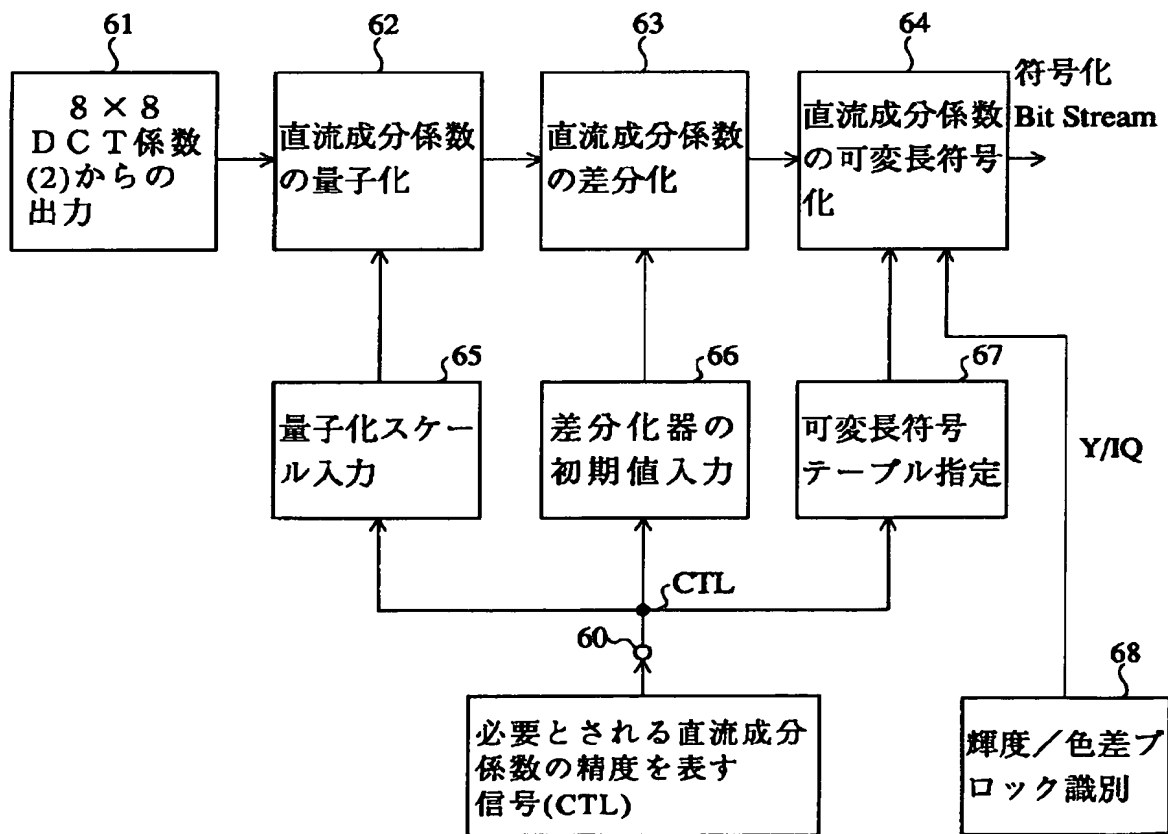 61
62
63
64
8 × 8
DCT係数
(2)からの
出力
直流成分係数
の量子化
直流成分係数
の差分化
直流成分係数
の可変長符号
化
符号化
Bit Stream
65
66
67
量子化スケー
ル入力
差分化器の
初期値入力
可変長符号
テーブル指定
Y/IQ
CTL
60
68
必要とされる直流成分
係数の精度を表す
信号(CTL)
輝度/色差ブ
ロック識別